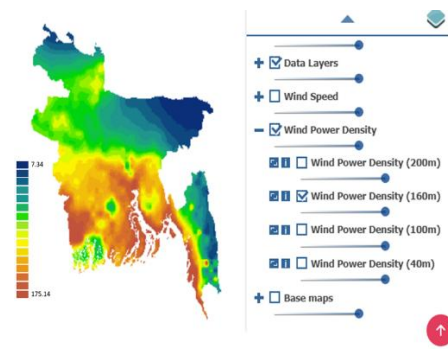 Data Layers
Wind Speed
Wind Power Density
Wind Power Density (200m)
7.34
Wind Power Density (160m)
Wind Power Density (100m)
Wind Power Density (40m)
175.14
Base maps